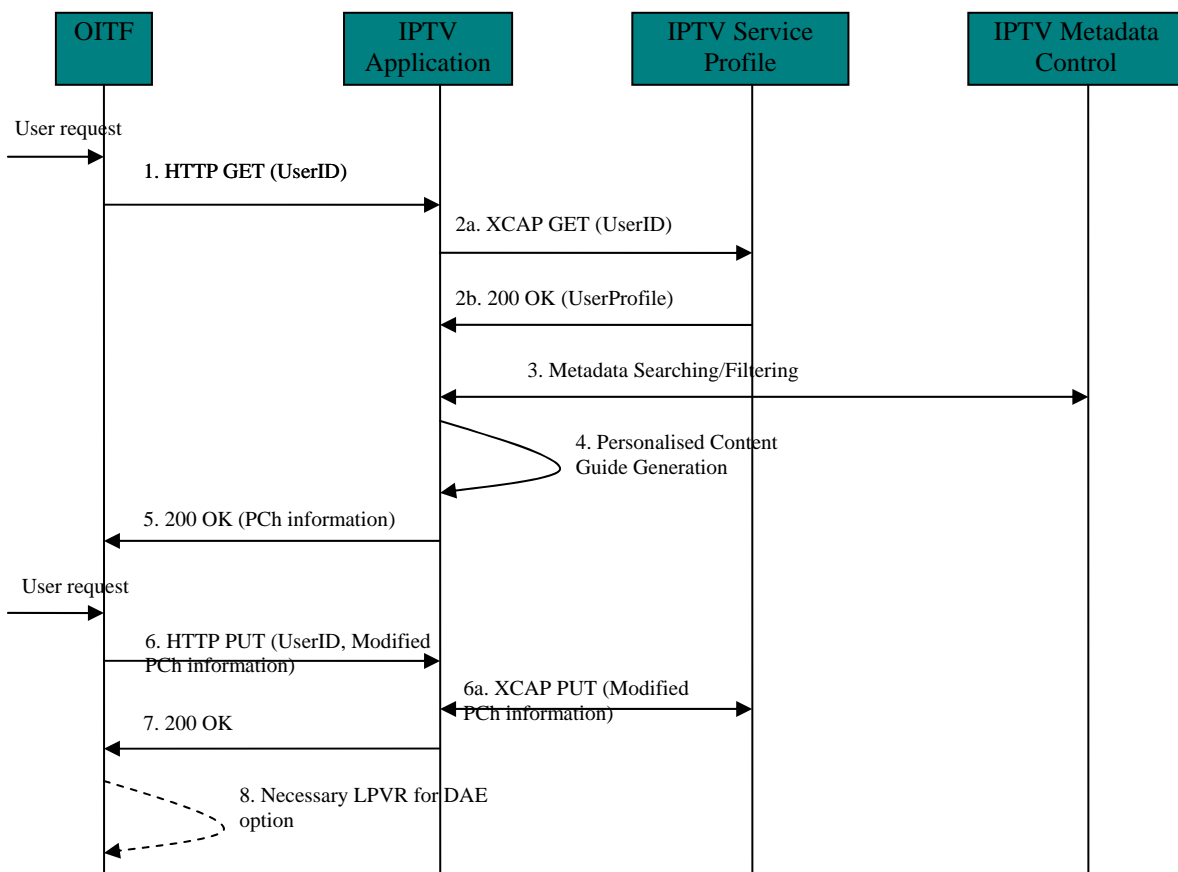 OITF
IPTV
Application
IPTV Service
Profile
IPTV Metadata
Control
User request
1. HTTP GET (UserID)
2a. XCAP GET (UserID)
2b. 200 OK (UserProfile)
3. Metadata Searching/Filtering
4. Personalised Content
Guide Generation
5. 200 OK (PCh information)
User request
6. HTTP PUT (UserID, Modified
PCh information)
6a. XCAP PUT (Modified
PCh information)
7. 200 OK
8. Necessary LPVR for DAE
option